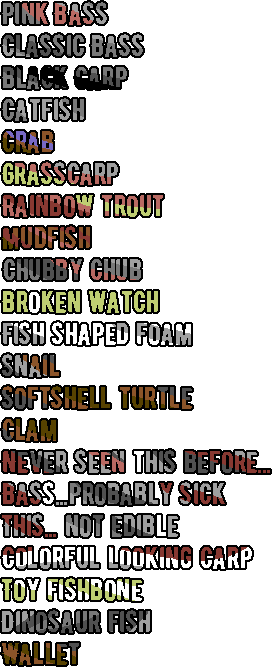 PINK BASS
CLASSIC BASS
BLACK CARP
CATFISH
CRAB
GRASSCARP
RAINBOW TROUT
MUDFISH
CHUBBY CHUB
BROKEN WATCH
FISH SHAPED FOAM
SNAIL
SOFTSHELL TURTLE
CLAM
NEVER SEEN THIS BEFORE...
BASS...PROBABLY SICK
THIS... NOT EDIBLE
COLORFUL LOOKING CARP
TOY FISHBONE
DINOSAUR FISH
WALLET